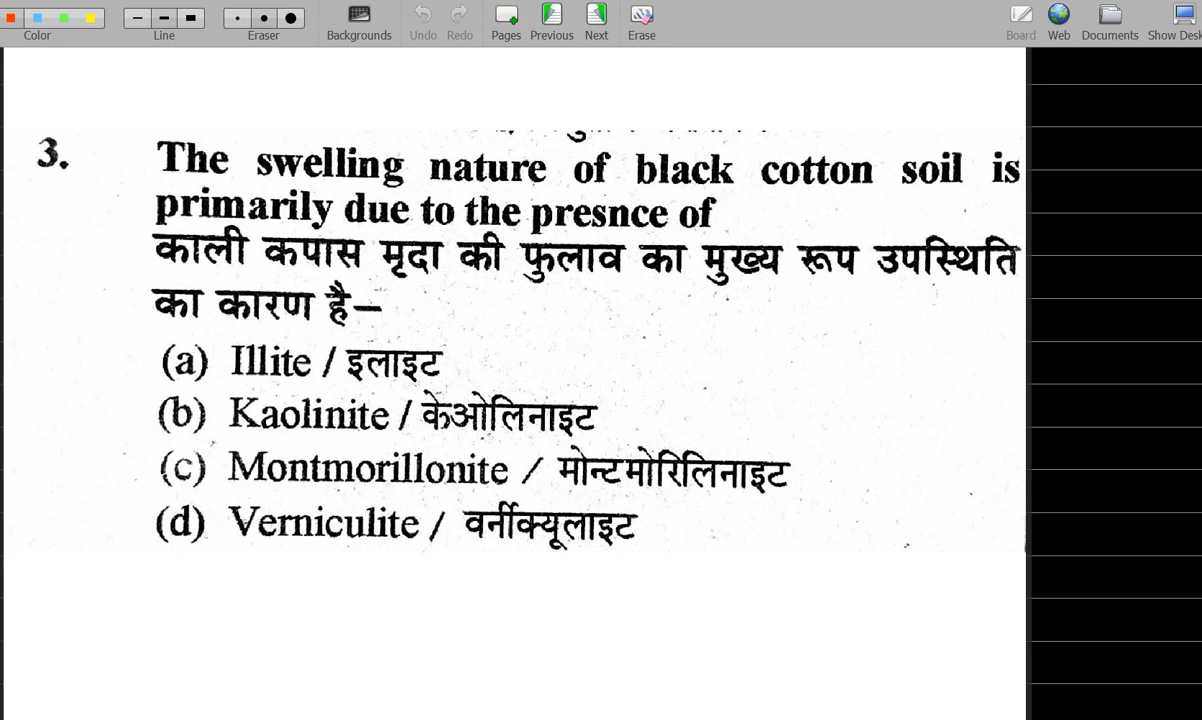 Color Line Eraser Backgrounds Undo Redo Pages Previous Next Erase Board Web Documents Show Desk
3. The swelling nature of black cotton soil is
primarily due to the presnce of
काली कपास मृदा की फुलाव का मुख्य रूप उपस्थिति
का कारण है–
(a) Illite / इलाइट
(b) Kaolinite / केओलिनाइट
(c) Montmorillonite / मोन्टमोरिलिनाइट
(d) Verniculite / वर्नीक्यूलाइट